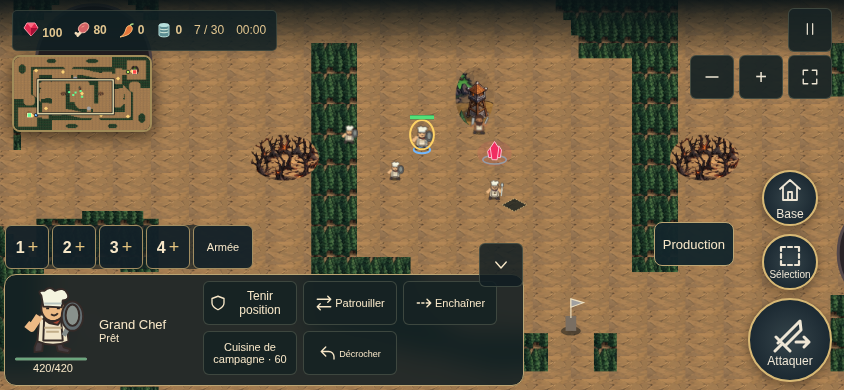 100 80 0 0 7 / 30 00:00
1 + 2 + 3 + 4 + Armée
Grand Chef
Prêt
420/420
Tenir
position
Patrouiller
Enchaîner
Cuisine de
campagne · 60
Décrocher
Production
Base
Sélection
Attaquer